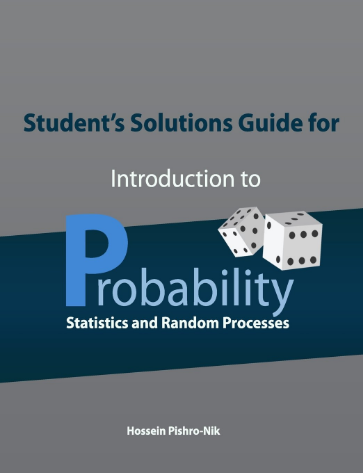 Student's Solutions Guide for
Introduction to
Probability
Statistics and Random Processes
Hossein Pishro-Nik